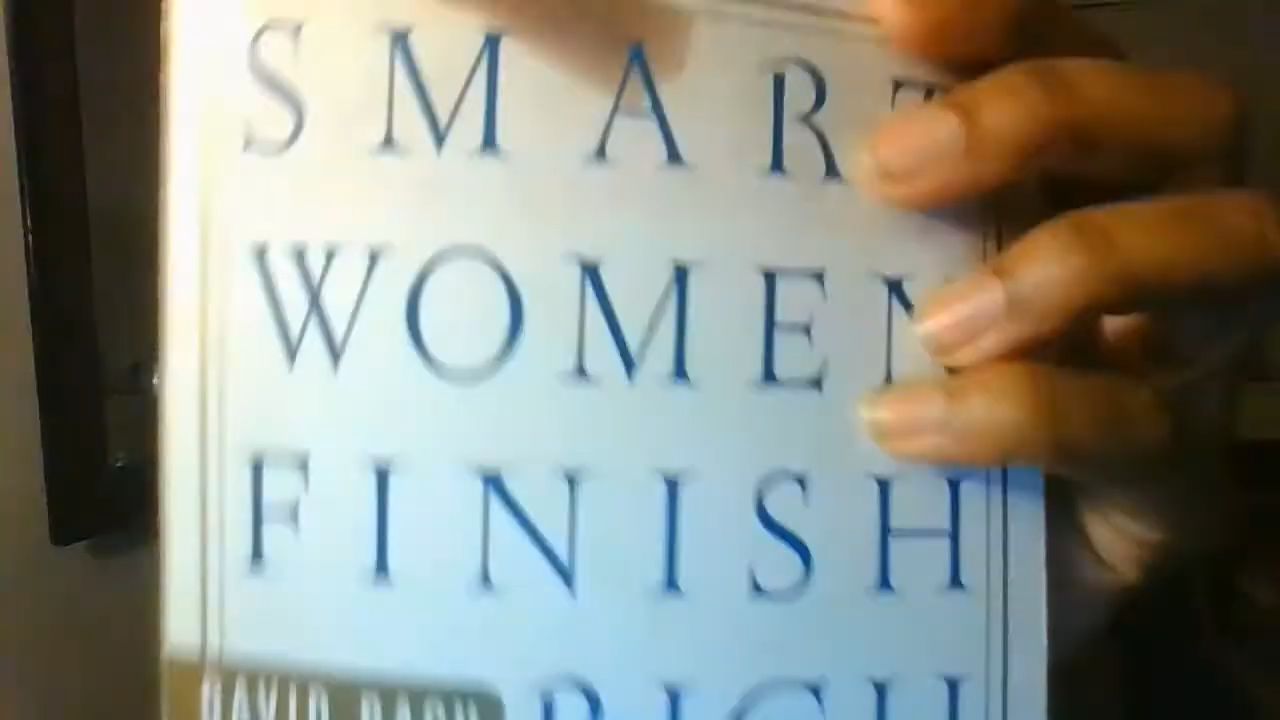 SMART
WOMEN
FINISH
RICH
DAVID BACH